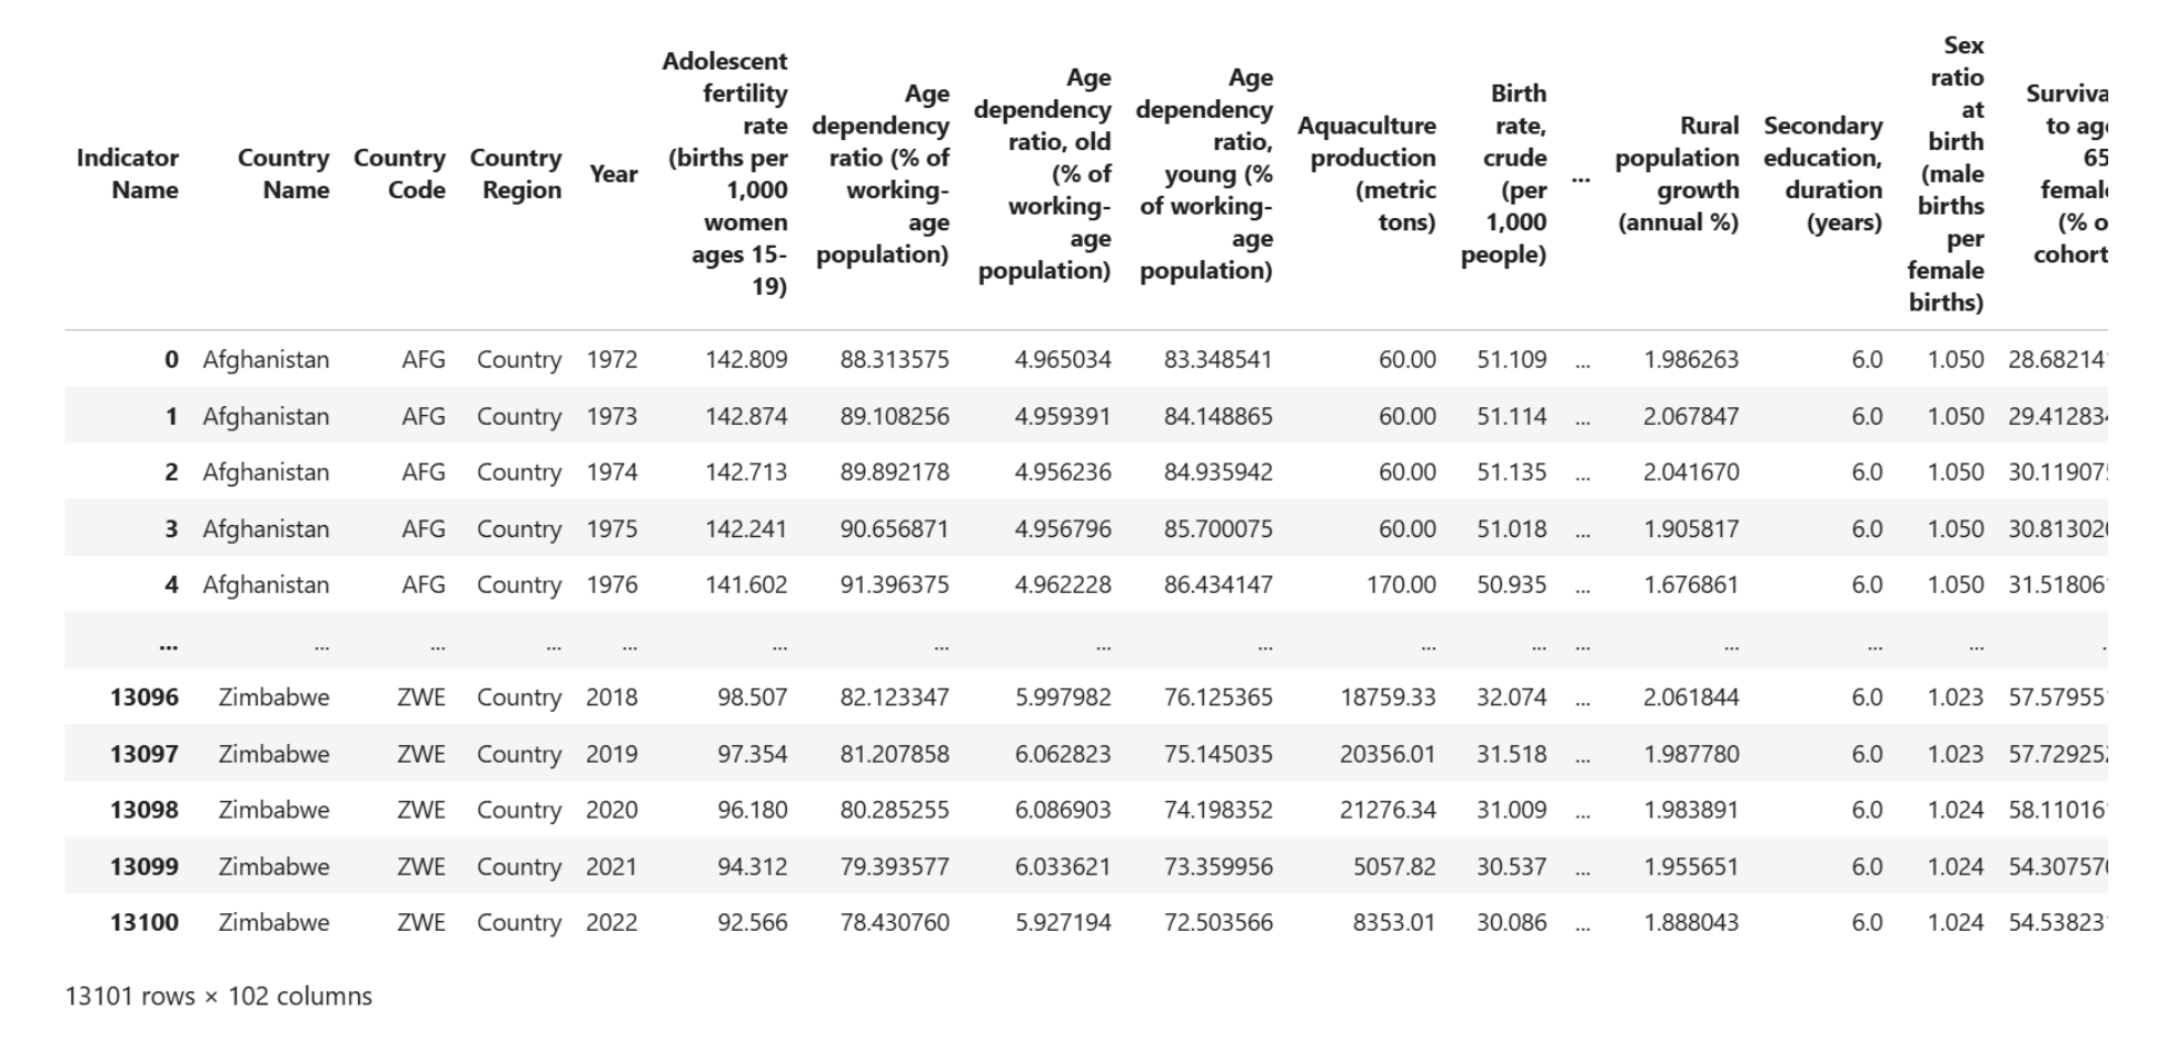 Indicator Name Country Name Country Code Country Region Year Adolescent fertility rate (births per 1,000 women ages 15-19) Age dependency ratio (% of working-age population) Age dependency ratio, old (% of working-age population) Age dependency ratio, young (% of working-age population) Aquaculture production (metric tons) Birth rate, crude (per 1,000 people) ... Rural population growth (annual %) Secondary education, duration (years) Sex ratio at birth (male births per female births) to 65 (%
0 Afghanistan AFG Country 1972 142.809 88.313575 4.965034 83.348541 60.00 51.109 ... 1.986263 6.0 1.050 28.68214
1 Afghanistan AFG Country 1973 142.874 89.108256 4.959391 84.148865 60.00 51.114 ... 2.067847 6.0 1.050 29.41283
2 Afghanistan AFG Country 1974 142.713 89.892178 4.956236 84.935942 60.00 51.135 ... 2.041670 6.0 1.050 30.11907
3 Afghanistan AFG Country 1975 142.241 90.656871 4.956796 85.700075 60.00 51.018 ... 1.905817 6.0 1.050 30.81302
4 Afghanistan AFG Country 1976 141.602 91.396375 4.962228 86.434147 170.00 50.935 ... 1.676861 6.0 1.050 31.51806
... ... ... ... ... ... ... ... ... ... ... ... ... ... ...
13096 Zimbabwe ZWE Country 2018 98.507 82.123347 5.997982 76.125365 18759.33 32.074 ... 2.061844 6.0 1.023 57.57955
13097 Zimbabwe ZWE Country 2019 97.354 81.207858 6.062823 75.145035 20356.01 31.518 ... 1.987780 6.0 1.023 57.72925
13098 Zimbabwe ZWE Country 2020 96.180 80.285255 6.086903 74.198352 21276.34 31.009 ... 1.983891 6.0 1.024 58.11016
13099 Zimbabwe ZWE Country 2021 94.312 79.393577 6.033621 73.359956 5057.82 30.537 ... 1.955651 6.0 1.024 54.30757
13100 Zimbabwe ZWE Country 2022 92.566 78.430760 5.927194 72.503566 8353.01 30.086 ... 1.888043 6.0 1.024 54.53823
13101 rows × 102 columns